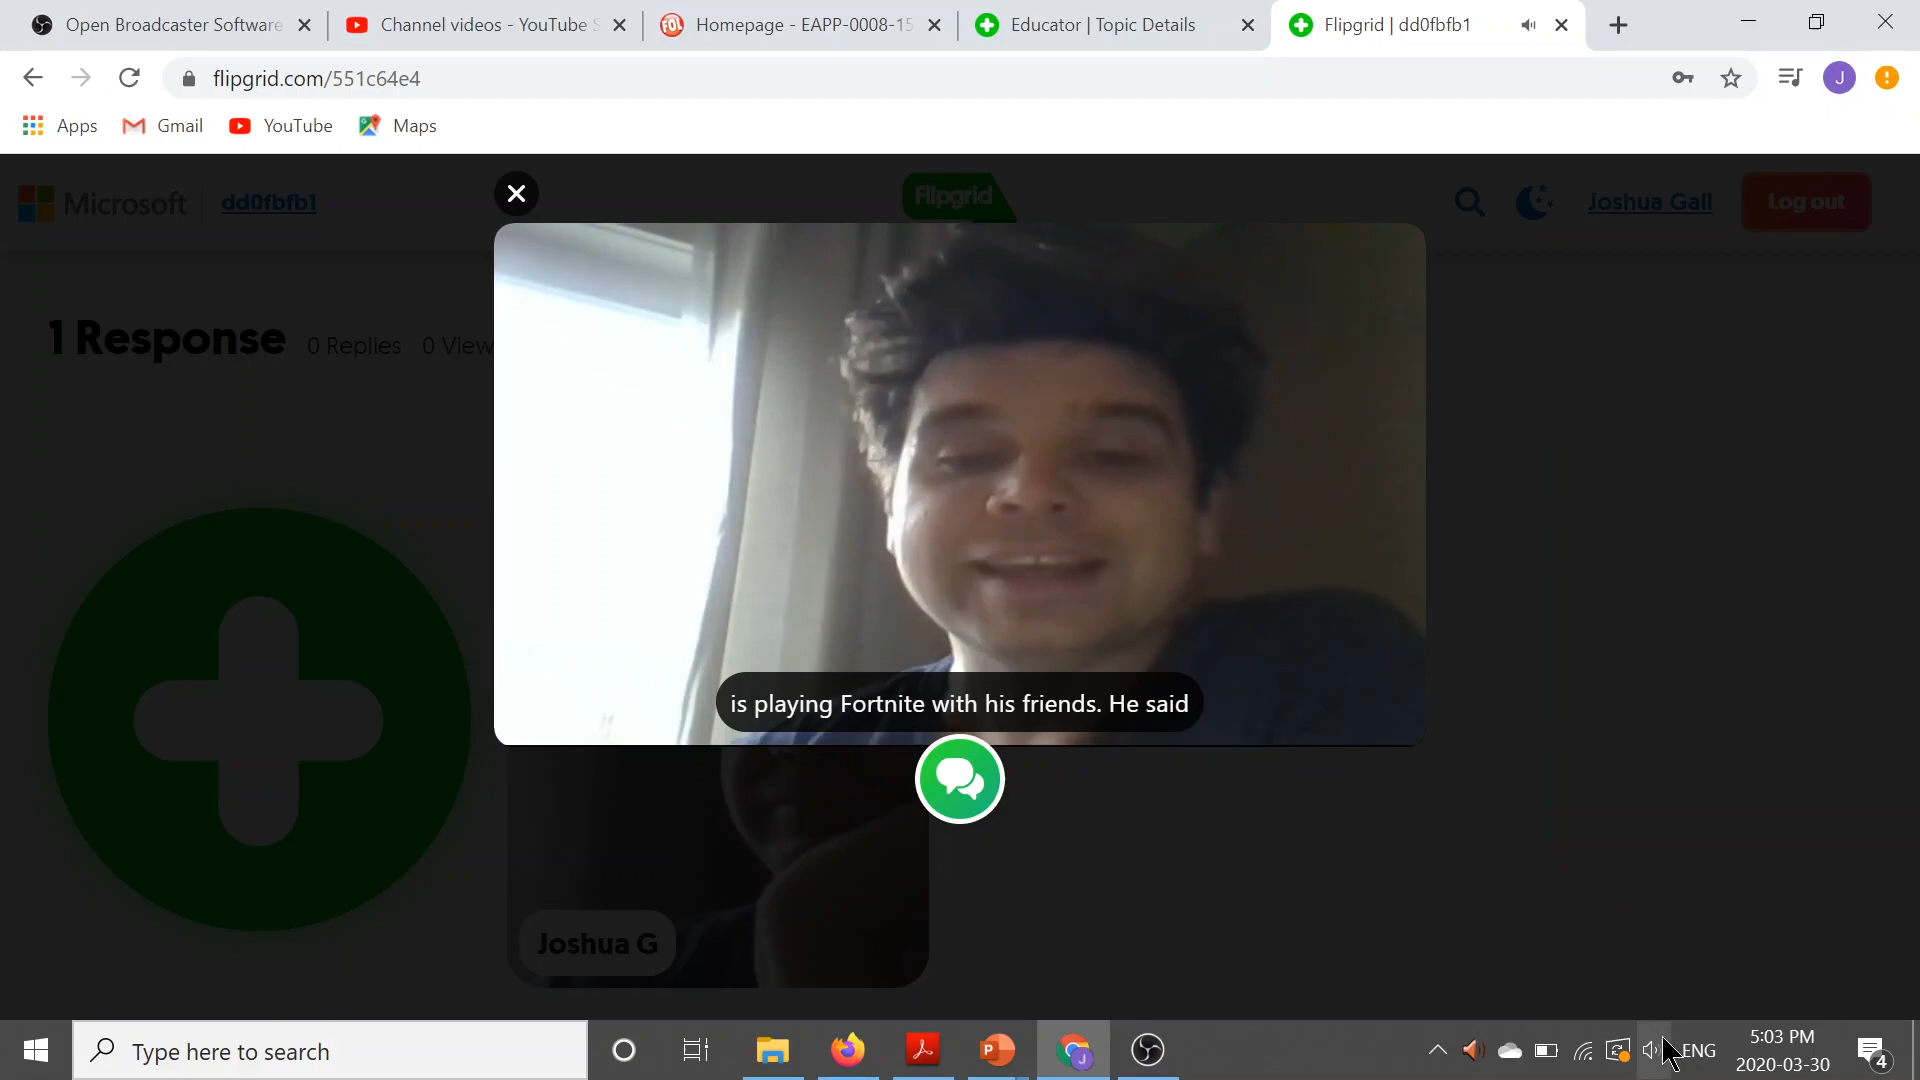 Open Broadcaster Software
Channel videos - YouTube S
Homepage - EAPP-0008-15
Educator | Topic Details
Flipgrid | dd0fbfb1
flipgrid.com/551c64e4
J
Apps
Gmail
YouTube
Maps
Microsoft
dd0fbfb1
Flipgrid
Joshua Gall
Log out
1 Response
0 Replies
0 View
is playing Fortnite with his friends. He said
Joshua G
Type here to search
P
J
ENG
5:03 PM
2020-03-30
4